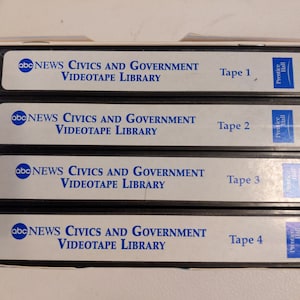 abc NEWS CIVICS AND GOVERNMENT
VIDEOTAPE LIBRARY
Tape 1
Prentice Hall
abc NEWS CIVICS AND GOVERNMENT
VIDEOTAPE LIBRARY
Tape 2
Prentice Hall
abc NEWS CIVICS AND GOVERNMENT
VIDEOTAPE LIBRARY
Tape 3
abc NEWS CIVICS AND GOVERNMENT
VIDEOTAPE LIBRARY
Tape 4